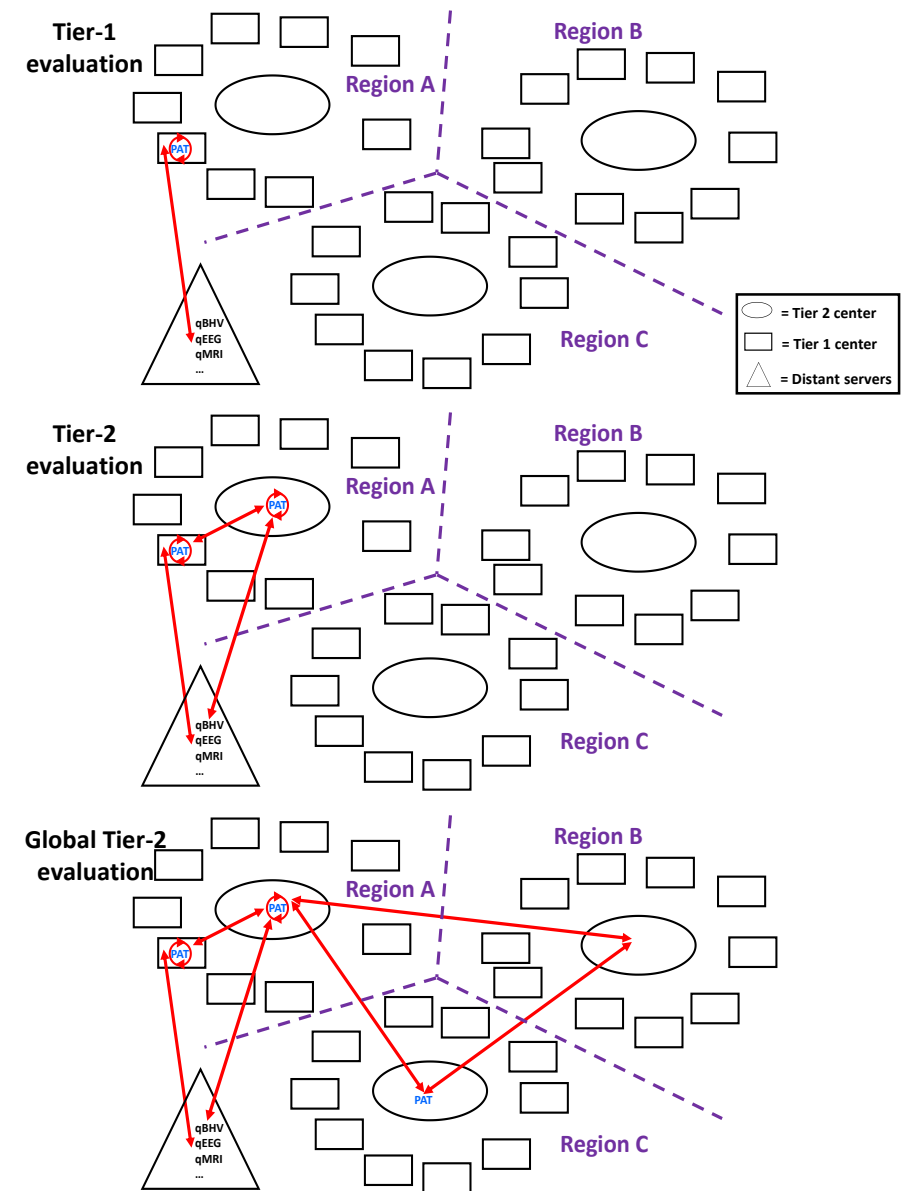 Tier-1
evaluation
Region A
Region B
PAT
qBHV
qEEG
qMRI
...
Region C
= Tier 2 center
= Tier 1 center
= Distant servers
Tier-2
evaluation
Region A
Region B
PAT
PAT
qBHV
qEEG
qMRI
...
Region C
Global Tier-2
evaluation
Region A
Region B
PAT
PAT
PAT
qBHV
qEEG
qMRI
...
Region C